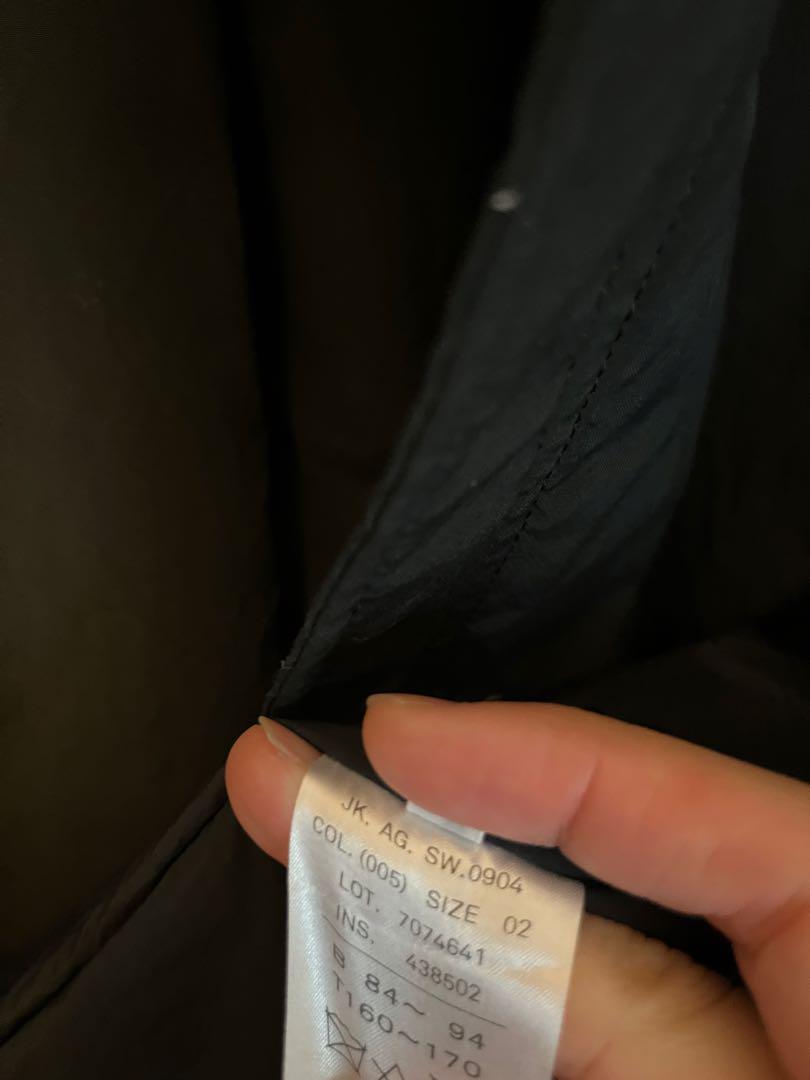 JK. AG. SW.0904
COL.(005) SIZE 02
LOT. 7074641
INS. 438502
B 84~ 94
T160~170